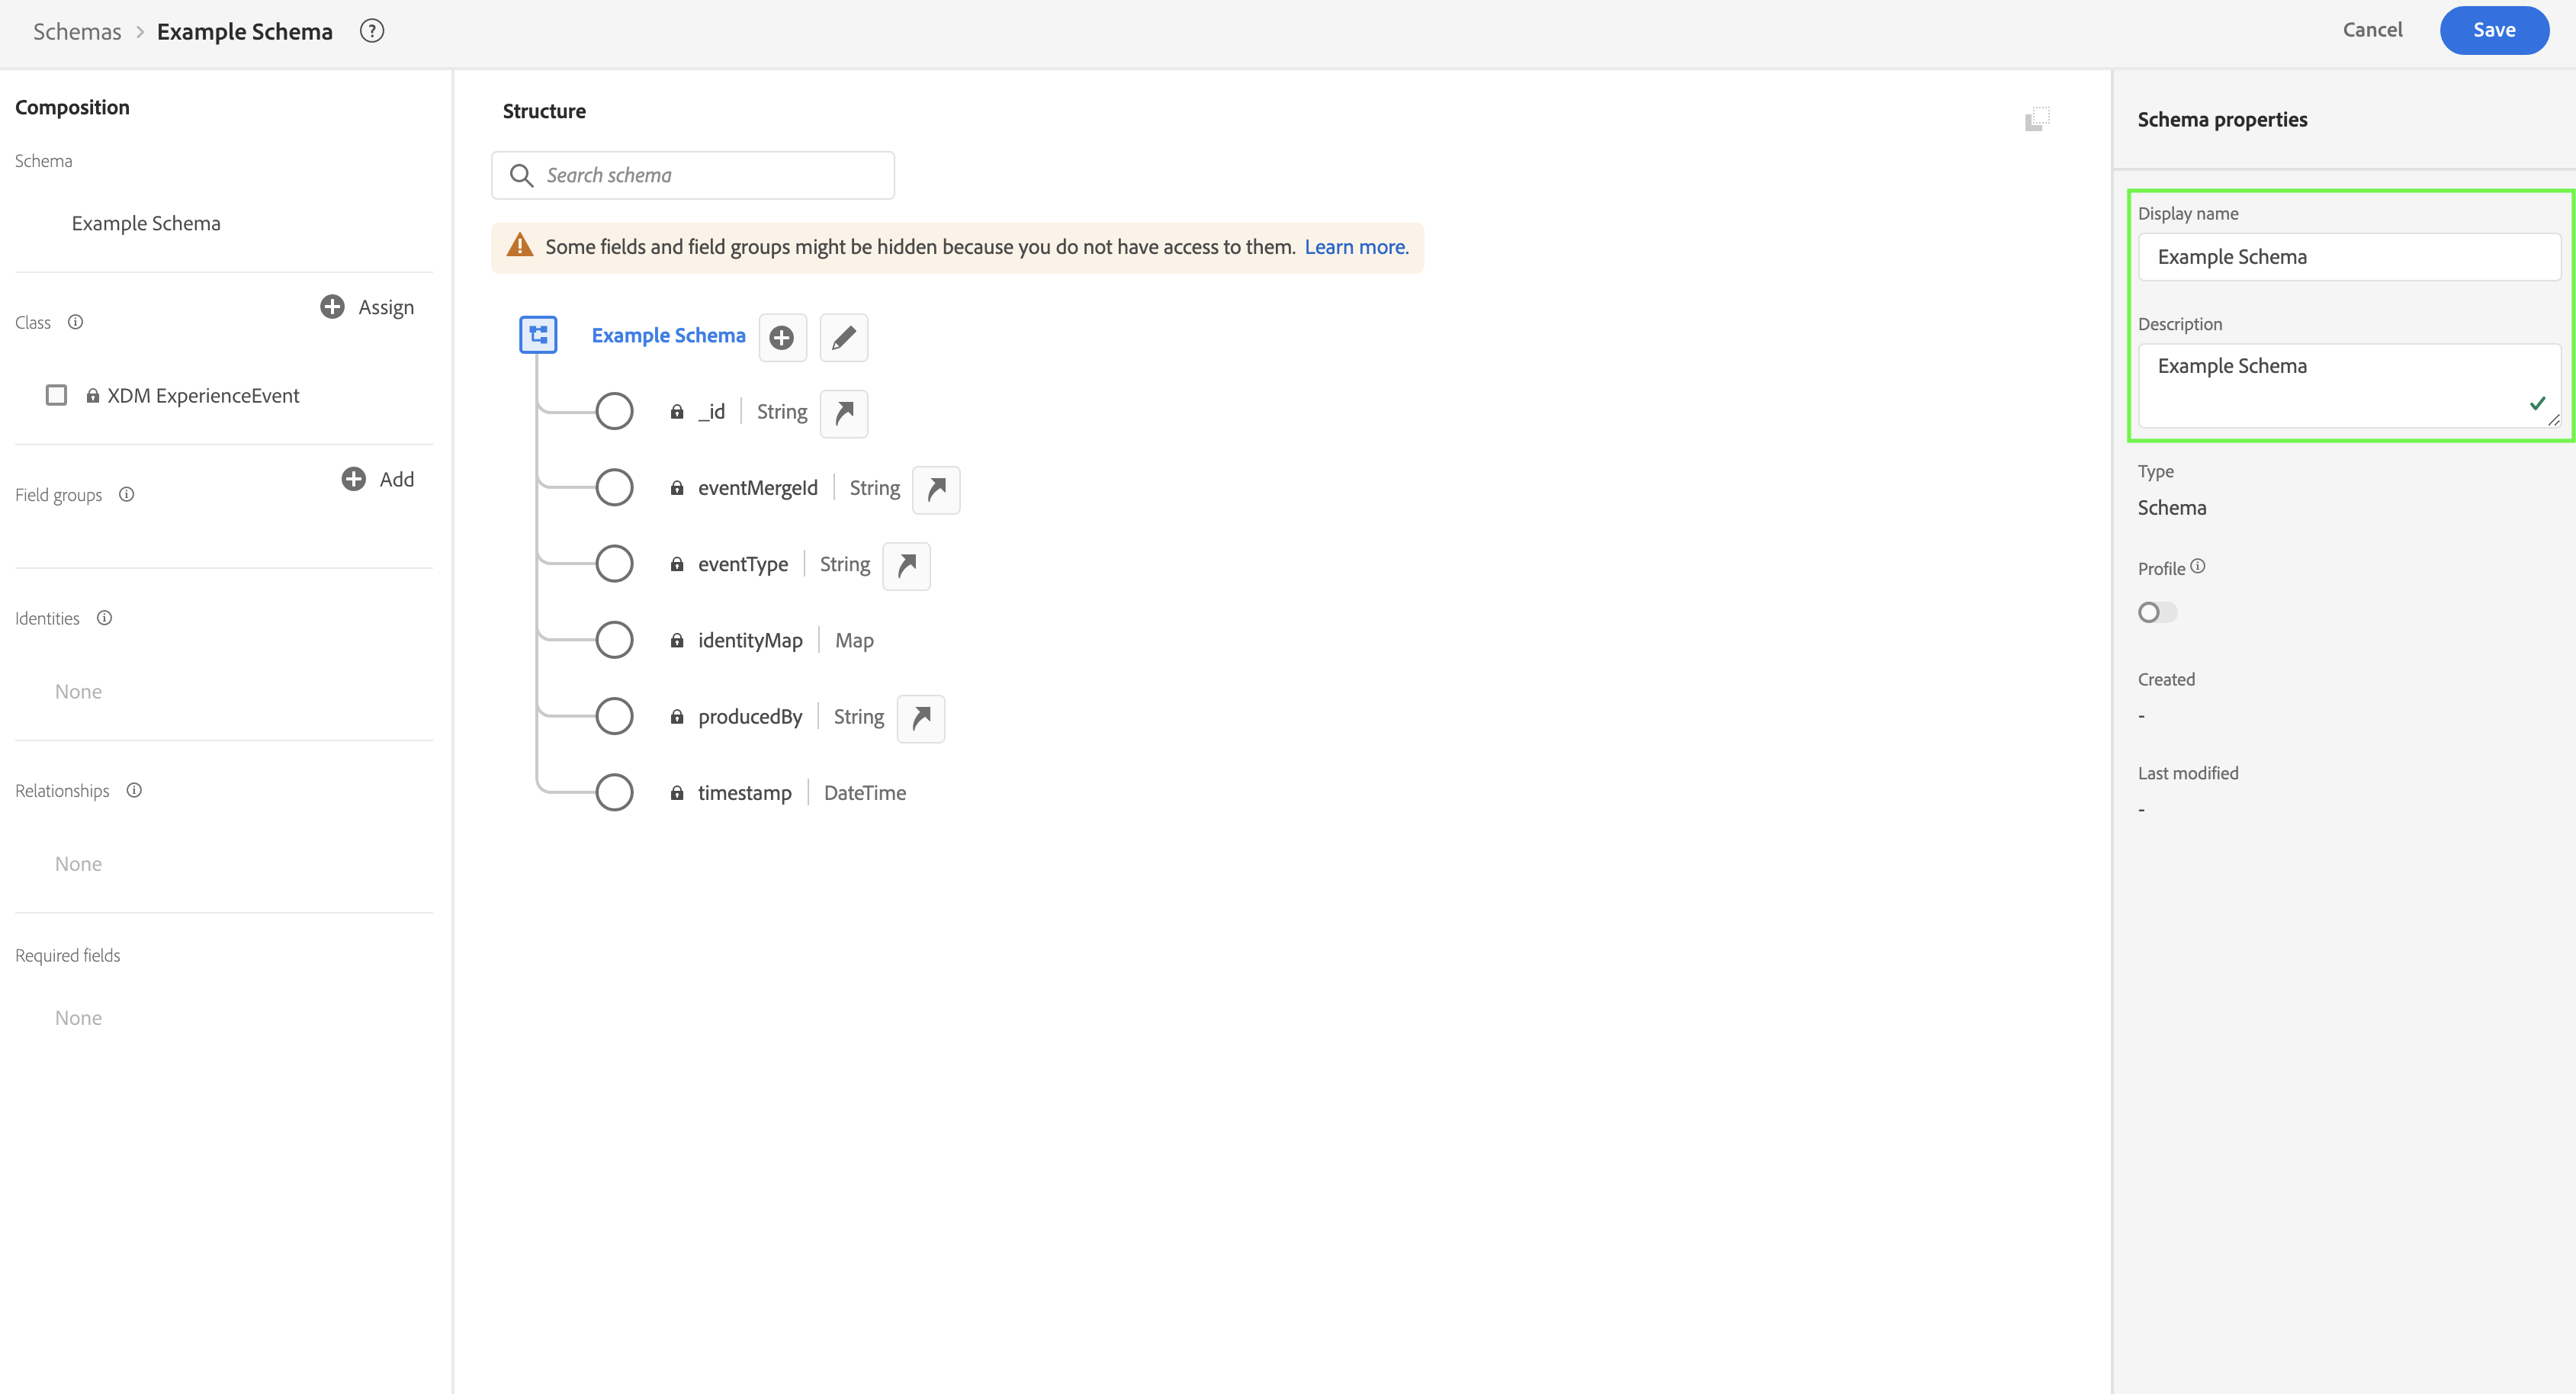 Schemas > Example Schema ?
Cancel
Save
Composition
Schema
Example Schema
Class
Assign
XDM ExperienceEvent
Field groups
Add
Identities
None
Relationships
None
Required fields
None
Structure
Search schema
Some fields and field groups might be hidden because you do not have access to them. Learn more.
Example Schema
_id | String
eventMergeId | String
eventType | String
identityMap | Map
producedBy | String
timestamp | DateTime
Schema properties
Display name
Example Schema
Description
Example Schema
Type
Schema
Profile
Created
-
Last modified
-